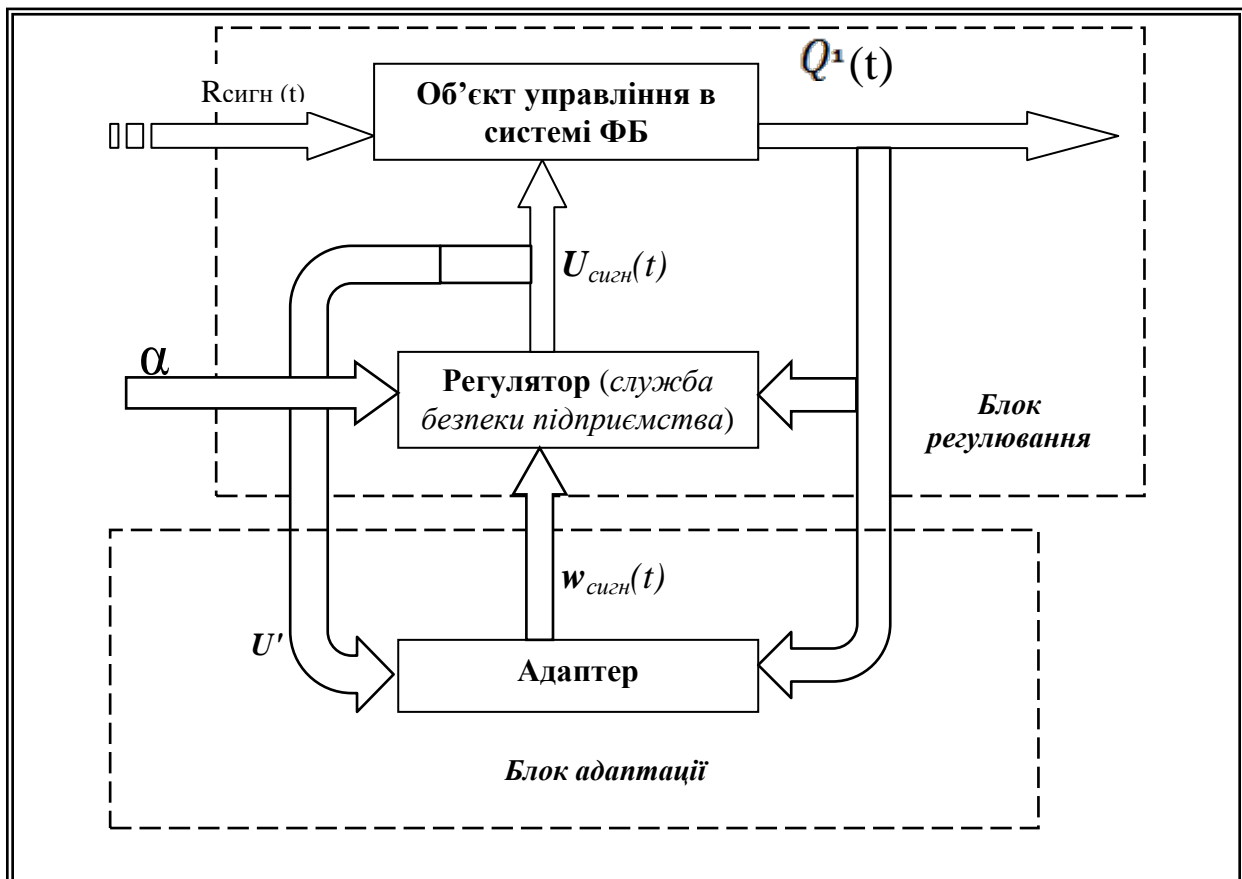 Q¹(t)
Rсигн (t)
Об’єкт управління в
системі ФБ
Uсигн(t)
α
Регулятор (служба
безпеки підприємства)
Блок
регулювання
wсигн(t)
U'
Адаптер
Блок адаптації